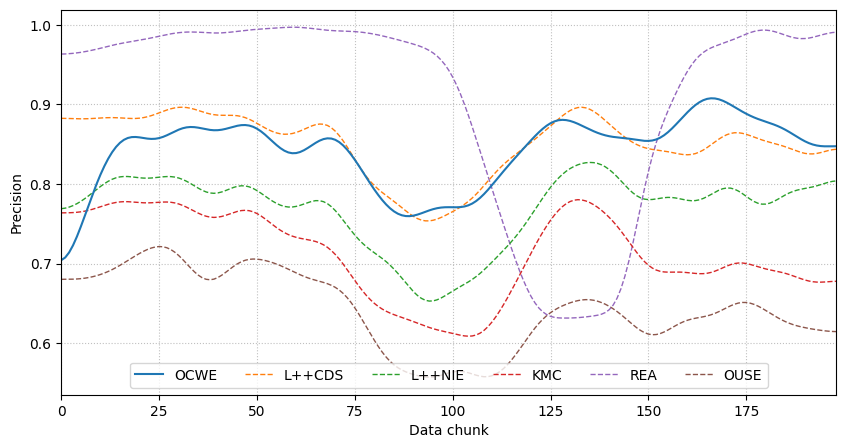 Precision
1.0
0.9
0.8
0.7
0.6
OCWE L++CDS L++NIE KMC REA OUSE
0 25 50 75 100 125 150 175
Data chunk